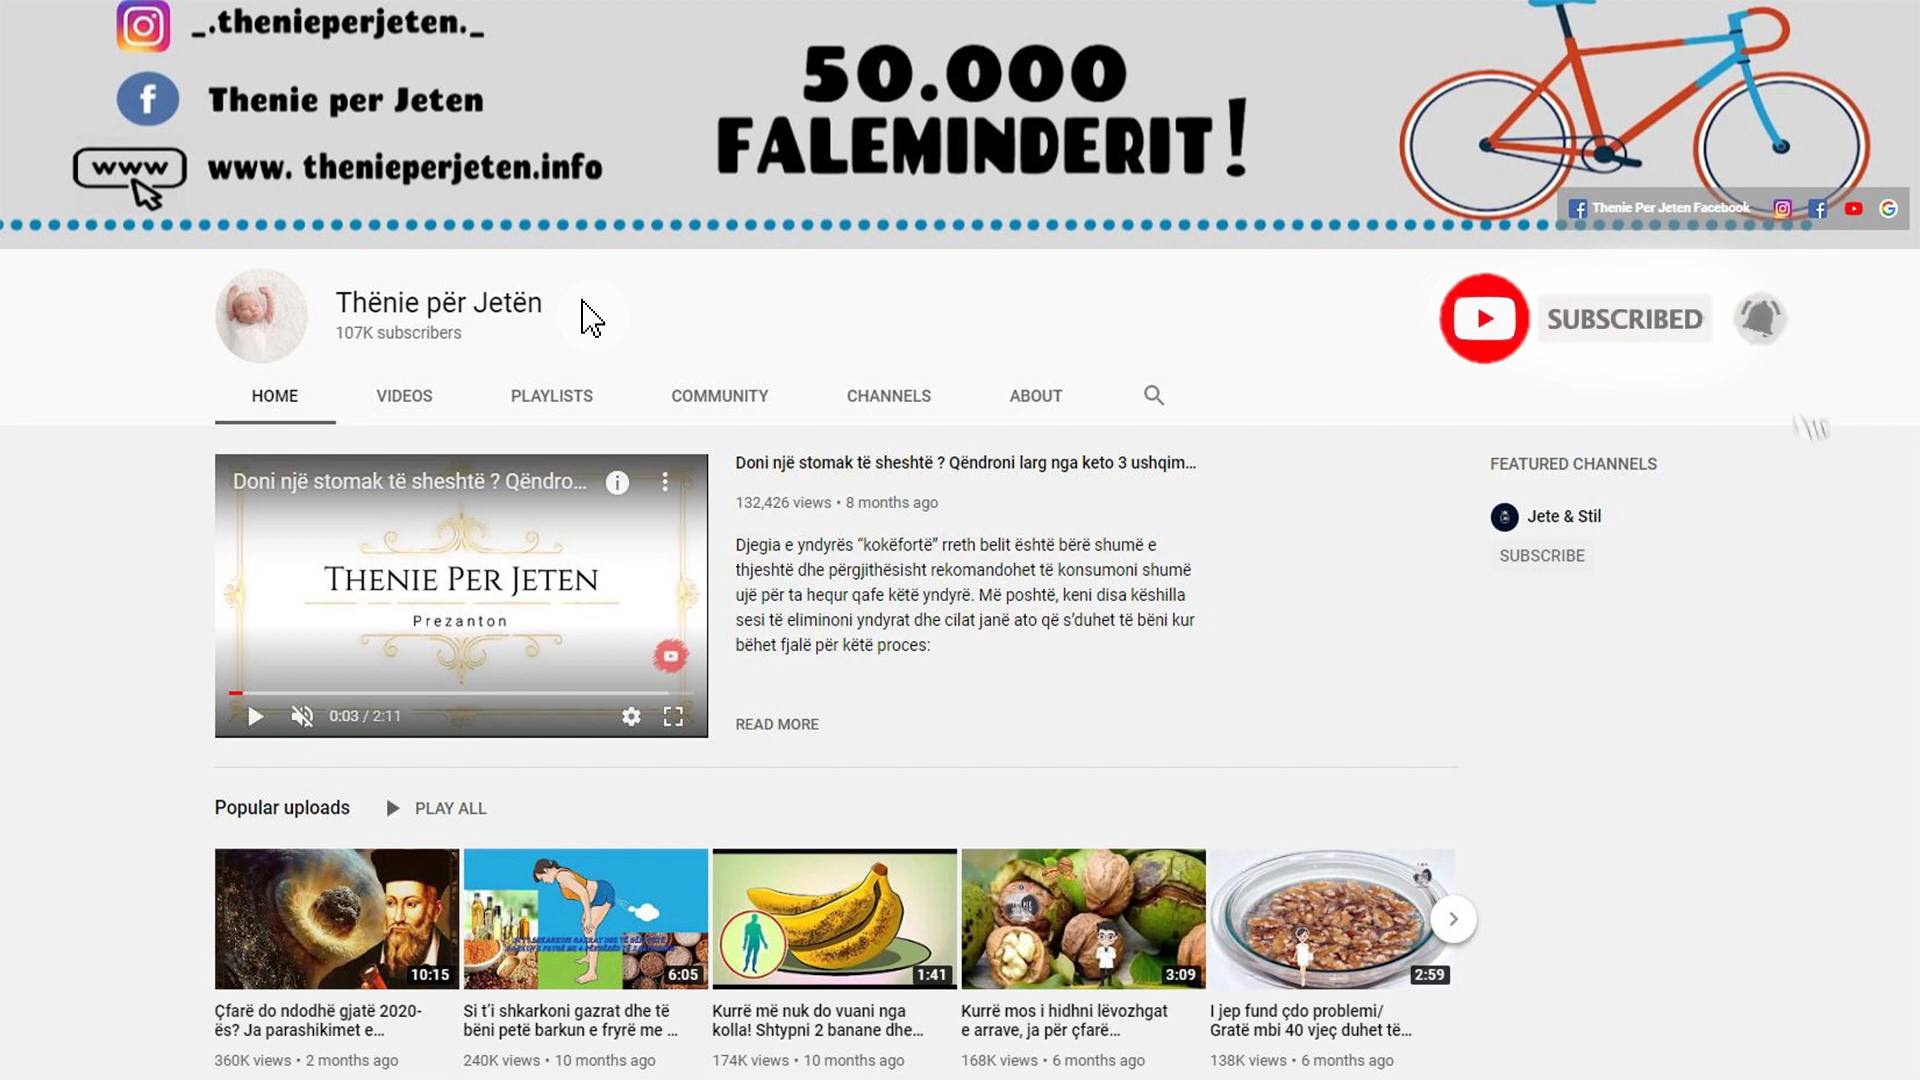 _.thenieperjeten._
Thenie per Jeten
www
www. thenieperjeten.info
50.000
FALEMINDERIT!
Thenie Per Jeten Facebook
Thënie për Jetën
107K subscribers
SUBSCRIBED
HOME
VIDEOS
PLAYLISTS
COMMUNITY
CHANNELS
ABOUT
Doni një stomak të sheshtë ? Qëndro...
THENIE PER JETEN
Prezanton
0:03 / 2:11
Doni një stomak të sheshtë ? Qëndroni larg nga keto 3 ushqim...
132,426 views • 8 months ago
Djegia e yndyrës “kokëfortë” rreth belit është bërë shumë e
thjeshtë dhe përgjithësisht rekomandohet të konsumoni shumë
ujë për ta hequr qafe këtë yndyrë. Më poshtë, keni disa këshilla
sesi të eliminoni yndyrat dhe cilat janë ato që s’duhet të bëni kur
bëhet fjalë për këtë proces:
READ MORE
FEATURED CHANNELS
Jete & Stil
SUBSCRIBE
Popular uploads
PLAY ALL
10:15
6:05
1:41
3:09
2:59
Çfarë do ndodhë gjatë 2020-
ës? Ja parashikimet e...
360K views • 2 months ago
Si t’i shkarkoni gazrat dhe të
bëni petë barkun e fryrë me ...
240K views • 10 months ago
Kurrë më nuk do vuani nga
kolla! Shtypni 2 banane dhe...
174K views • 10 months ago
Kurrë mos i hidhni lëvozhgat
e arrave, ja për çfarë...
168K views • 6 months ago
I jep fund çdo problemi/
Gratë mbi 40 vjeç duhet të...
138K views • 6 months ago